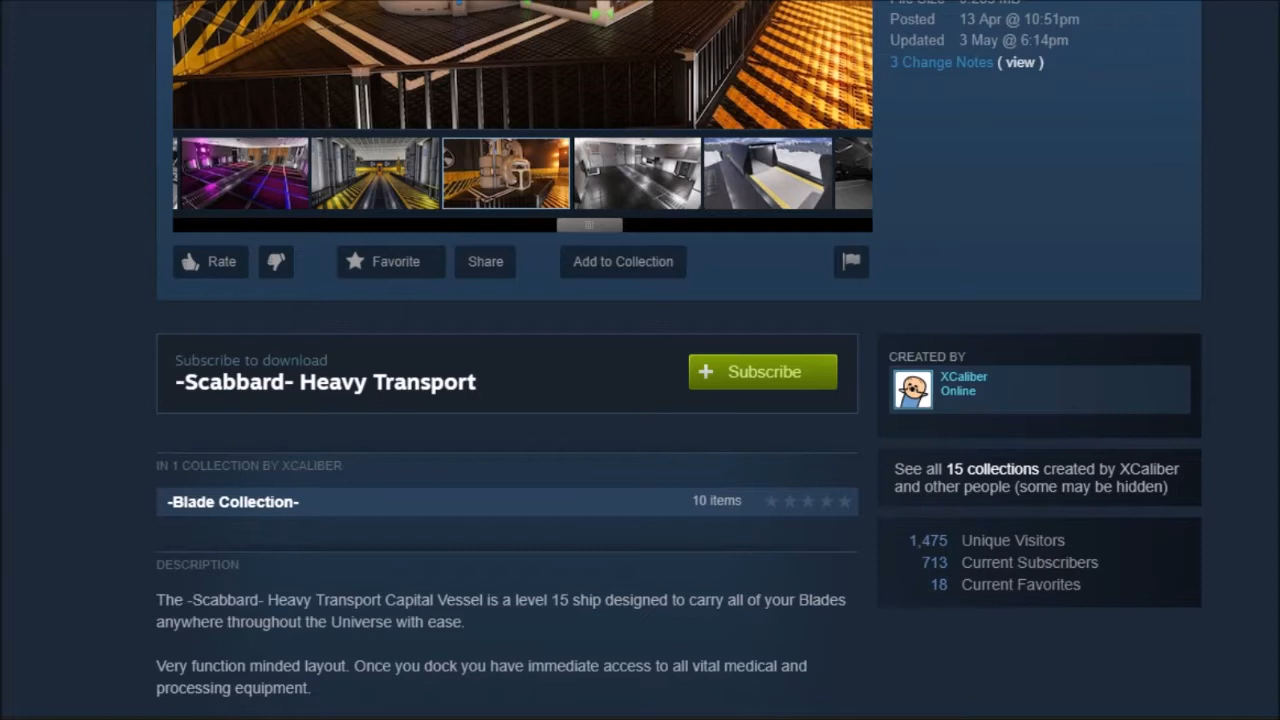 Posted 13 Apr @ 10:51pm
Updated 3 May @ 6:14pm
3 Change Notes ( view )
Rate
Favorite
Share
Add to Collection
Subscribe to download
-Scabbard- Heavy Transport
Subscribe
IN 1 COLLECTION BY XCALIBER
-Blade Collection-
10 items
DESCRIPTION
The -Scabbard- Heavy Transport Capital Vessel is a level 15 ship designed to carry all of your Blades
anywhere throughout the Universe with ease.
Very function minded layout. Once you dock you have immediate access to all vital medical and
processing equipment.
CREATED BY
XCaliber
Online
See all 15 collections created by XCaliber
and other people (some may be hidden)
1,475 Unique Visitors
713 Current Subscribers
18 Current Favorites